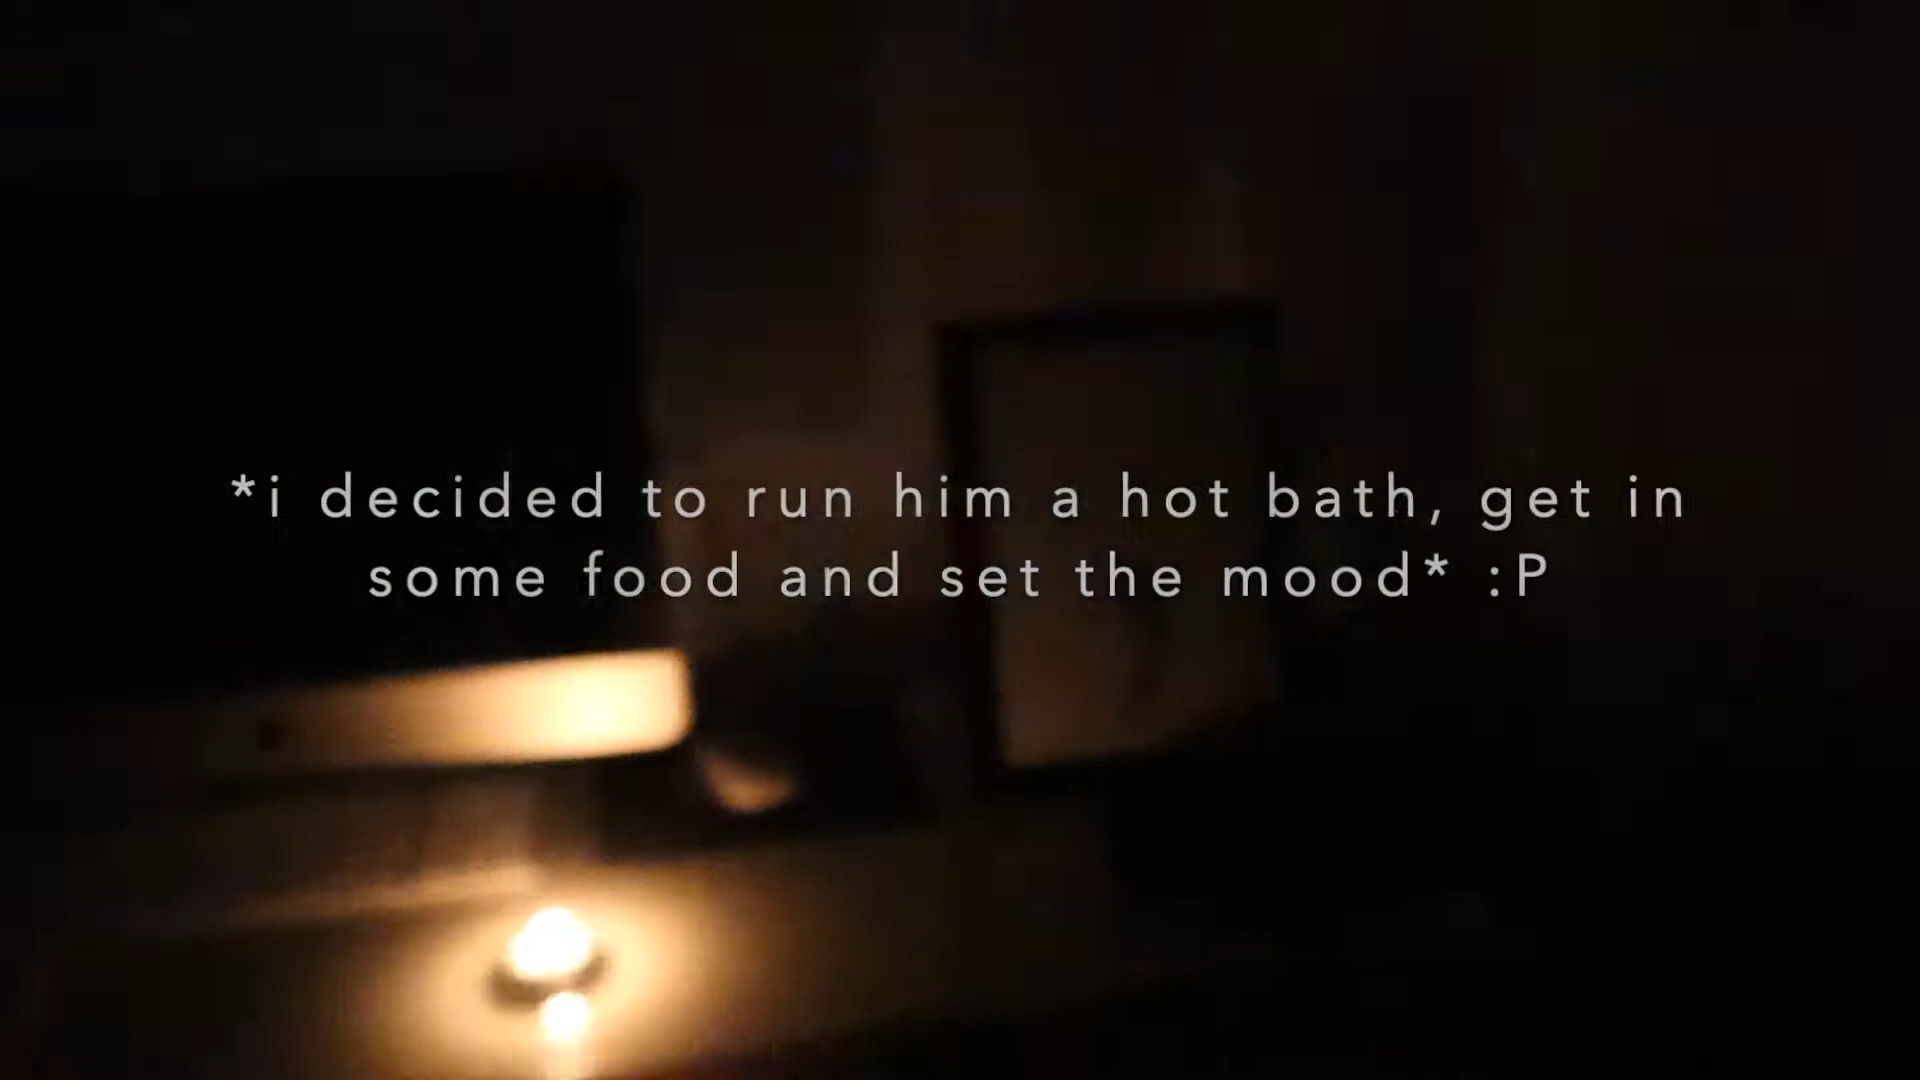 *i decided to run him a hot bath, get in
some food and set the mood* :P